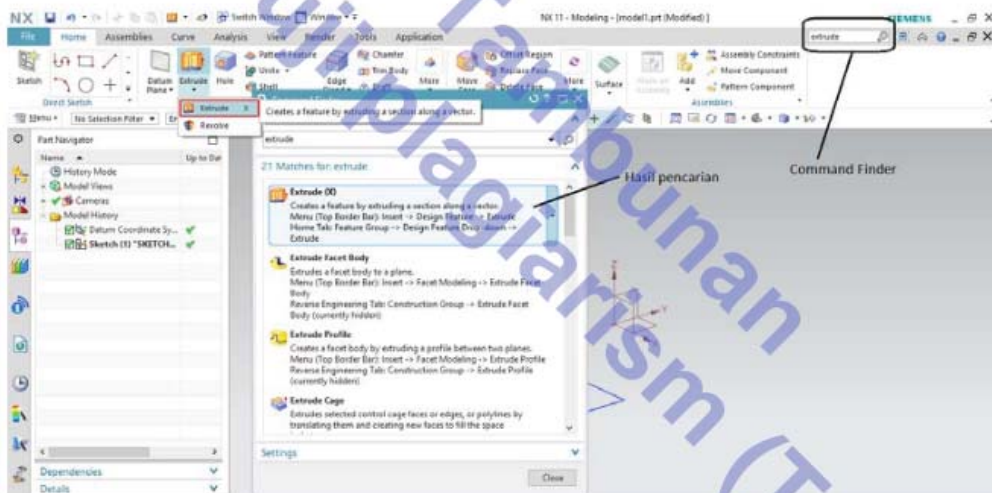 NX
Switch Window
Window
NX 11 - Modeling - [model1.prt (Modified) ]
SIEMENS
File
Home
Assemblies
Curve
Analysis
View
Render
Tools
Application
extrude
Sketch
Datum Plane
Extrude
Hole
Pattern Feature
Unite
Shell
Chamfer
Trim Body
Draft
Edge
More
Move
Offset Region
Replace Face
Delete Face
More
Surface
Add
Assembly Constraints
Move Component
Pattern Component
Direct Sketch
Assemblies
Menu
No Selection Filter
Extrude X
Revolve
Creates a feature by extruding a section along a vector.
Part Navigator
Name
Up to Dat
History Mode
Model Views
Cameras
Model History
Datum Coordinate Sy...
Sketch (1) "SKETCH...
Dependencies
Details
extrude
21 Matches for: extrude
Extrude (X)
Creates a feature by extruding a section along a vector.
Menu (Top Border Bar): Insert -> Design Feature -> Extrude
Home Tab: Feature Group -> Design Feature Drop-down ->
Extrude
Extrude Facet Body
Extrudes a facet body to a plane.
Menu (Top Border Bar): Insert -> Facet Modeling -> Extrude Facet
Body
Reverse Engineering Tab: Construction Group -> Extrude Facet
Body (currently hidden)
Extrude Profile
Creates a facet body by extruding a profile between two planes.
Menu (Top Border Bar): Insert -> Facet Modeling -> Extrude Profile
Reverse Engineering Tab: Construction Group -> Extrude Profile
(currently hidden)
Extrude Cage
Extrudes selected control cage faces or edges, or polylines by
translating them and creating new faces to fill the space
Settings
Close
Hasil pencarian
Command Finder